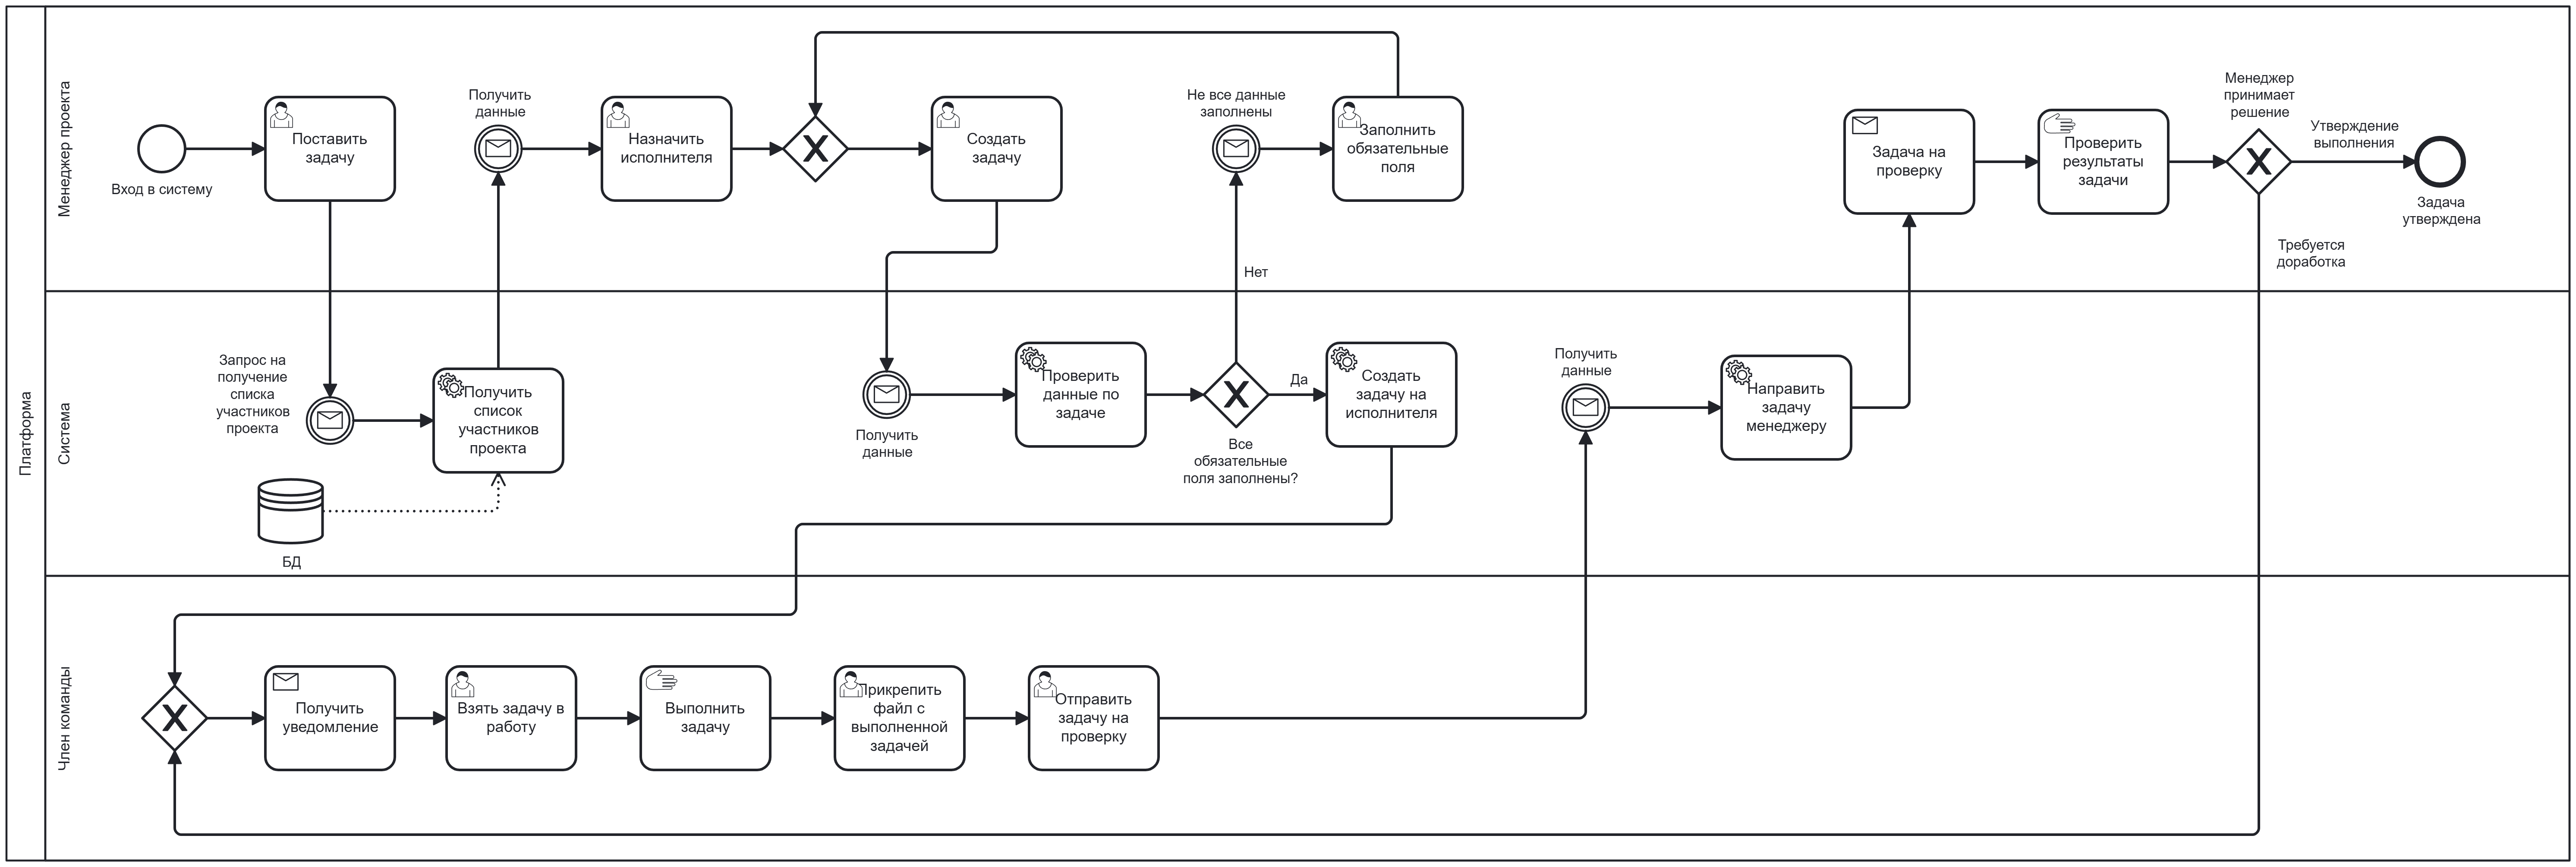 Платформа
Менеджер проекта
Вход в систему
Поставить
задачу
Получить
данные
Назначить
исполнителя
Создать
задачу
Не все данные
заполнены
Заполнить
обязательные
поля
Задача на
проверку
Проверить
результаты
задачи
Менеджер
принимает
решение
Утверждение
выполнения
Задача
утверждена
Требуется
доработка
Нет
Система
Запрос на
получение
списка
участников
проекта
Получить
список
участников
проекта
БД
Получить
данные
Проверить
данные по
задаче
Все
обязательные
поля заполнены?
Да
Создать
задачу на
исполнителя
Получить
данные
Направить
задачу
менеджеру
Член команды
Получить
уведомление
Взять задачу в
работу
Выполнить
задачу
Прикрепить
файл с
выполненной
задачей
Отправить
задачу на
проверку